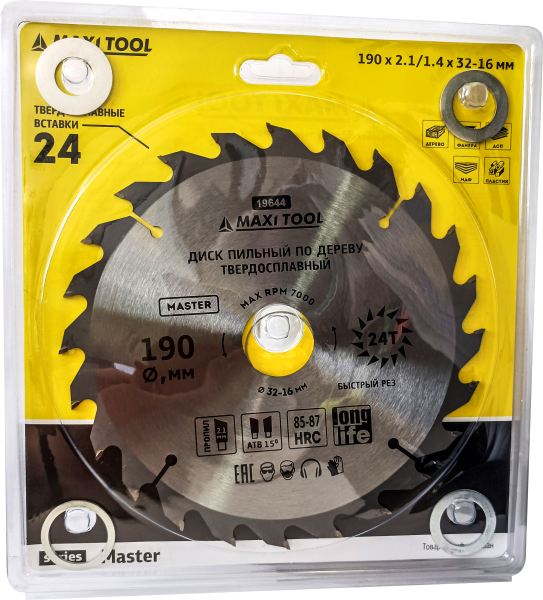 MAXI TOOL
190 x 2.1/1.4 x 32-16 мм
ВСТАВКИ
24
ДЕРЕВО ФАНЕРА ДСП
МДФ ПЛАСТИК
19644
MAXI TOOL
ДИСК ПИЛЬНЫЙ ПО ДЕРЕВУ
ТВЕРДОСПЛАВНЫЙ
MASTER
MAX RPM 7000
190
Ø, ММ
24T
Ø 32-16 ММ
БЫСТРЫЙ РЕЗ
ПРОПИЛ 2.1 ММ
ATB 15°
85-87
HRC
long
life
EAC
series Master